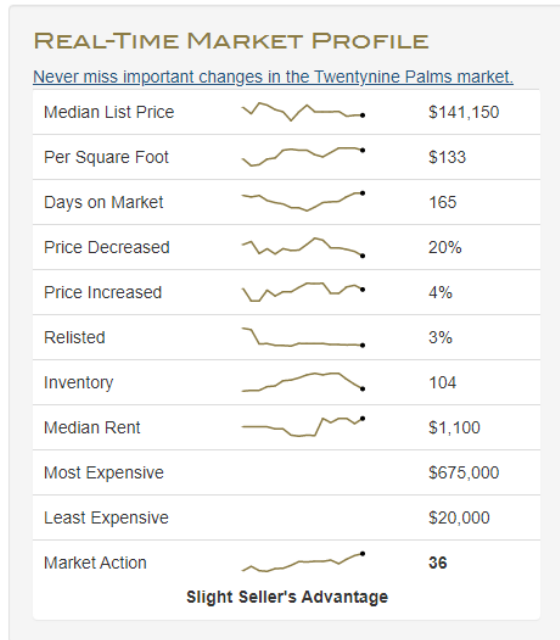 Real-Time Market Profile
Never miss important changes in the Twentynine Palms market.
Median List Price $141,150
Per Square Foot $133
Days on Market 165
Price Decreased 20%
Price Increased 4%
Relisted 3%
Inventory 104
Median Rent $1,100
Most Expensive $675,000
Least Expensive $20,000
Market Action 36
Slight Seller's Advantage